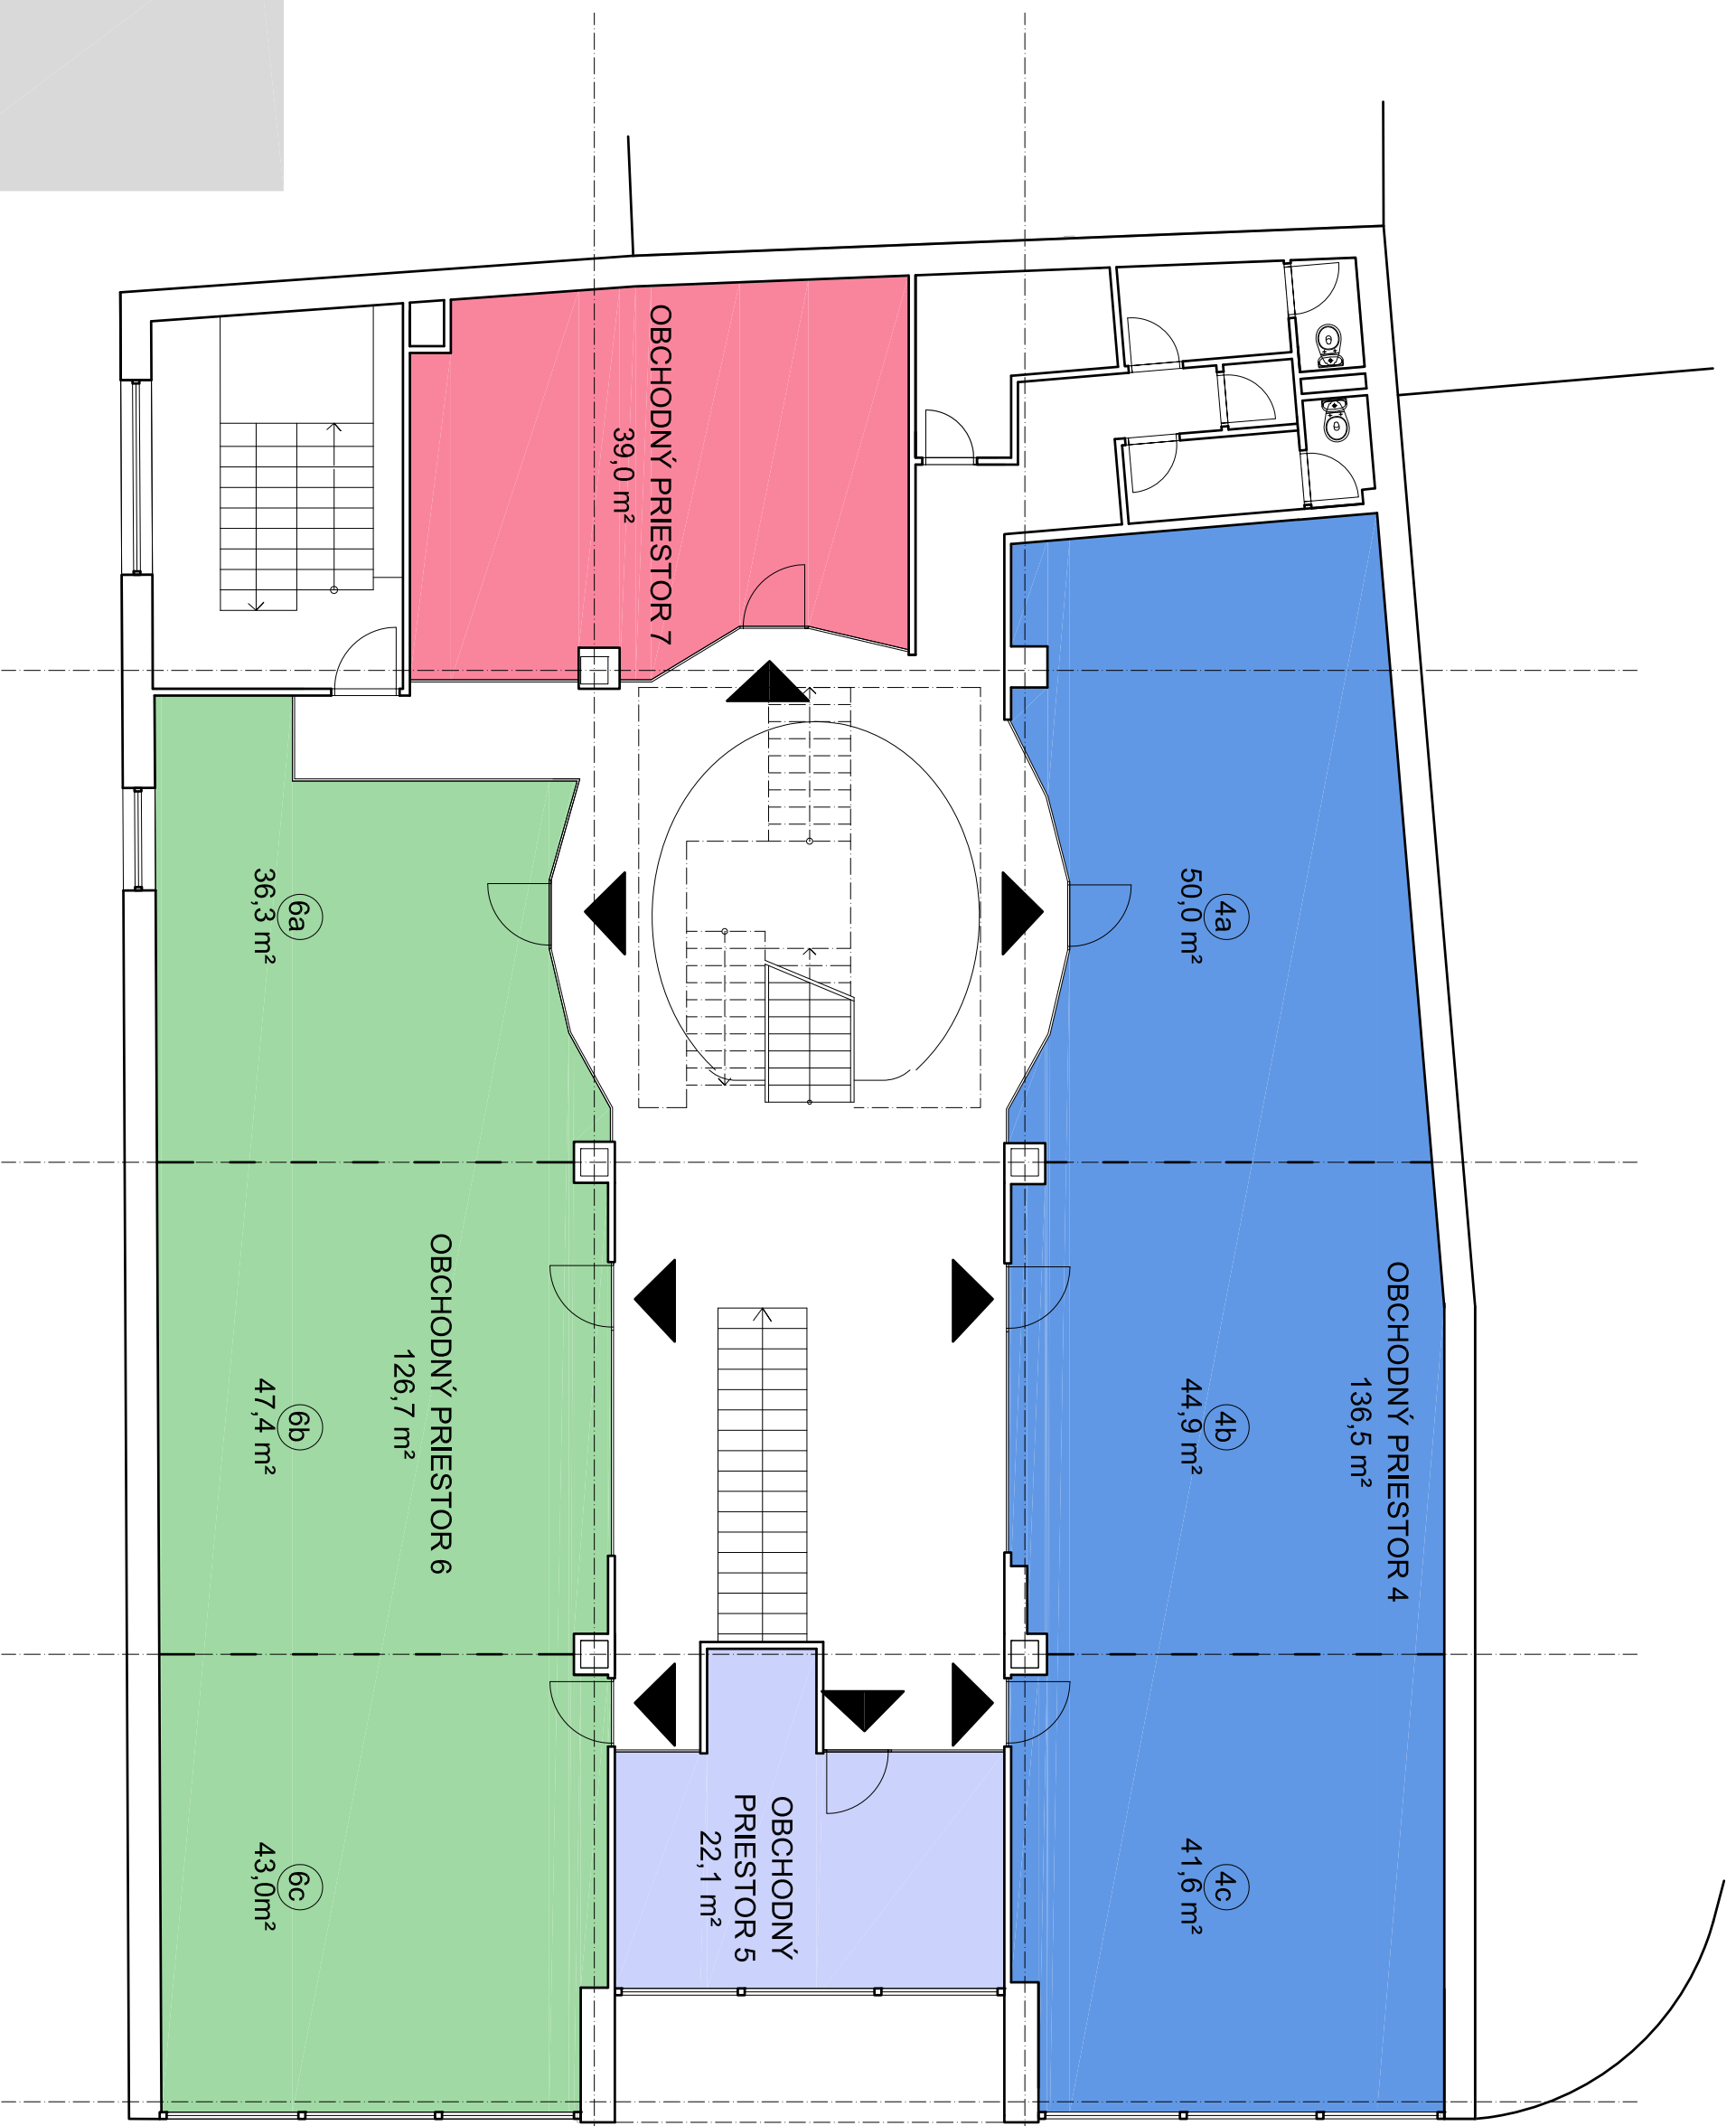 OBCHODNÝ PRIESTOR 7
39,0 m²
6a
36,3 m²
4a
50,0 m²
OBCHODNÝ PRIESTOR 6
126,7 m²
6b
47,4 m²
OBCHODNÝ PRIESTOR 4
136,5 m²
4b
44,9 m²
6c
43,0m²
OBCHODNÝ
PRIESTOR 5
22,1 m²
4c
41,6 m²